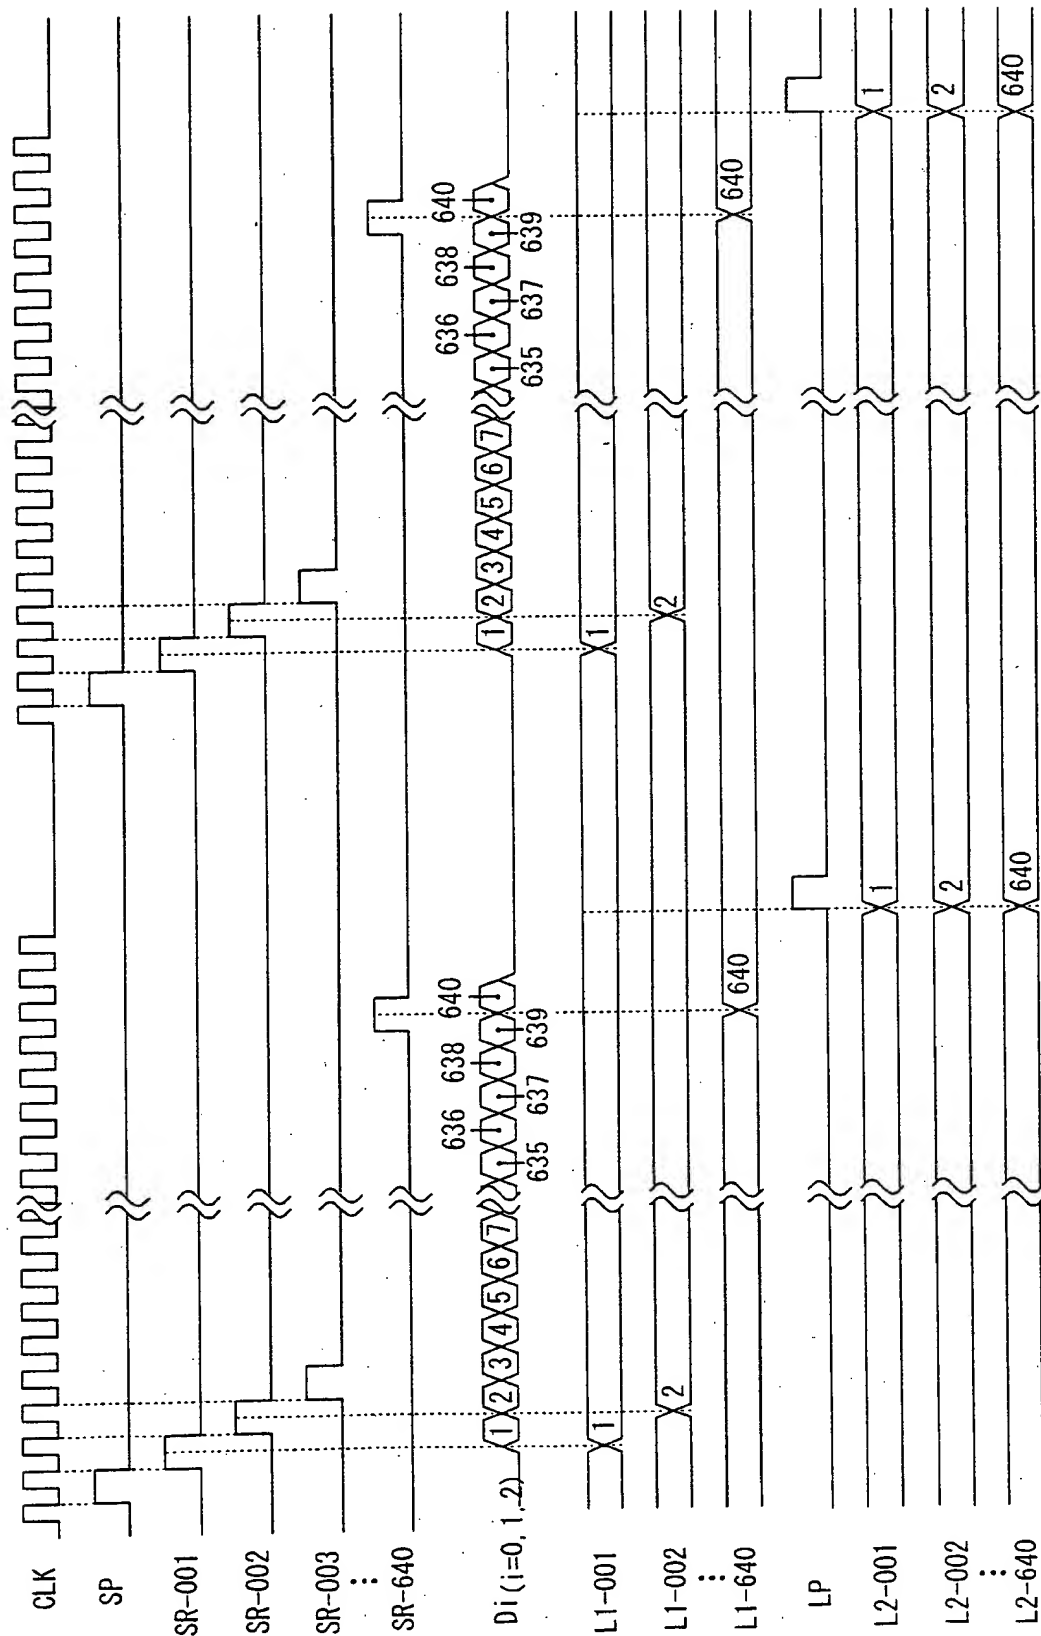 CLK
SP
SR-001
SR-002
SR-003
SR-640
640 640
638 638
636 636
Di(i=0, 1, 2) 1 2 3 4 5 6 7 1 2 3 4 5 6 7
635 637 639 635 637 639
L1-001 1 1
L1-002 2 2
L1-640 640 640
LP
L2-001 1 1
L2-002 2 2
L2-640 640 640